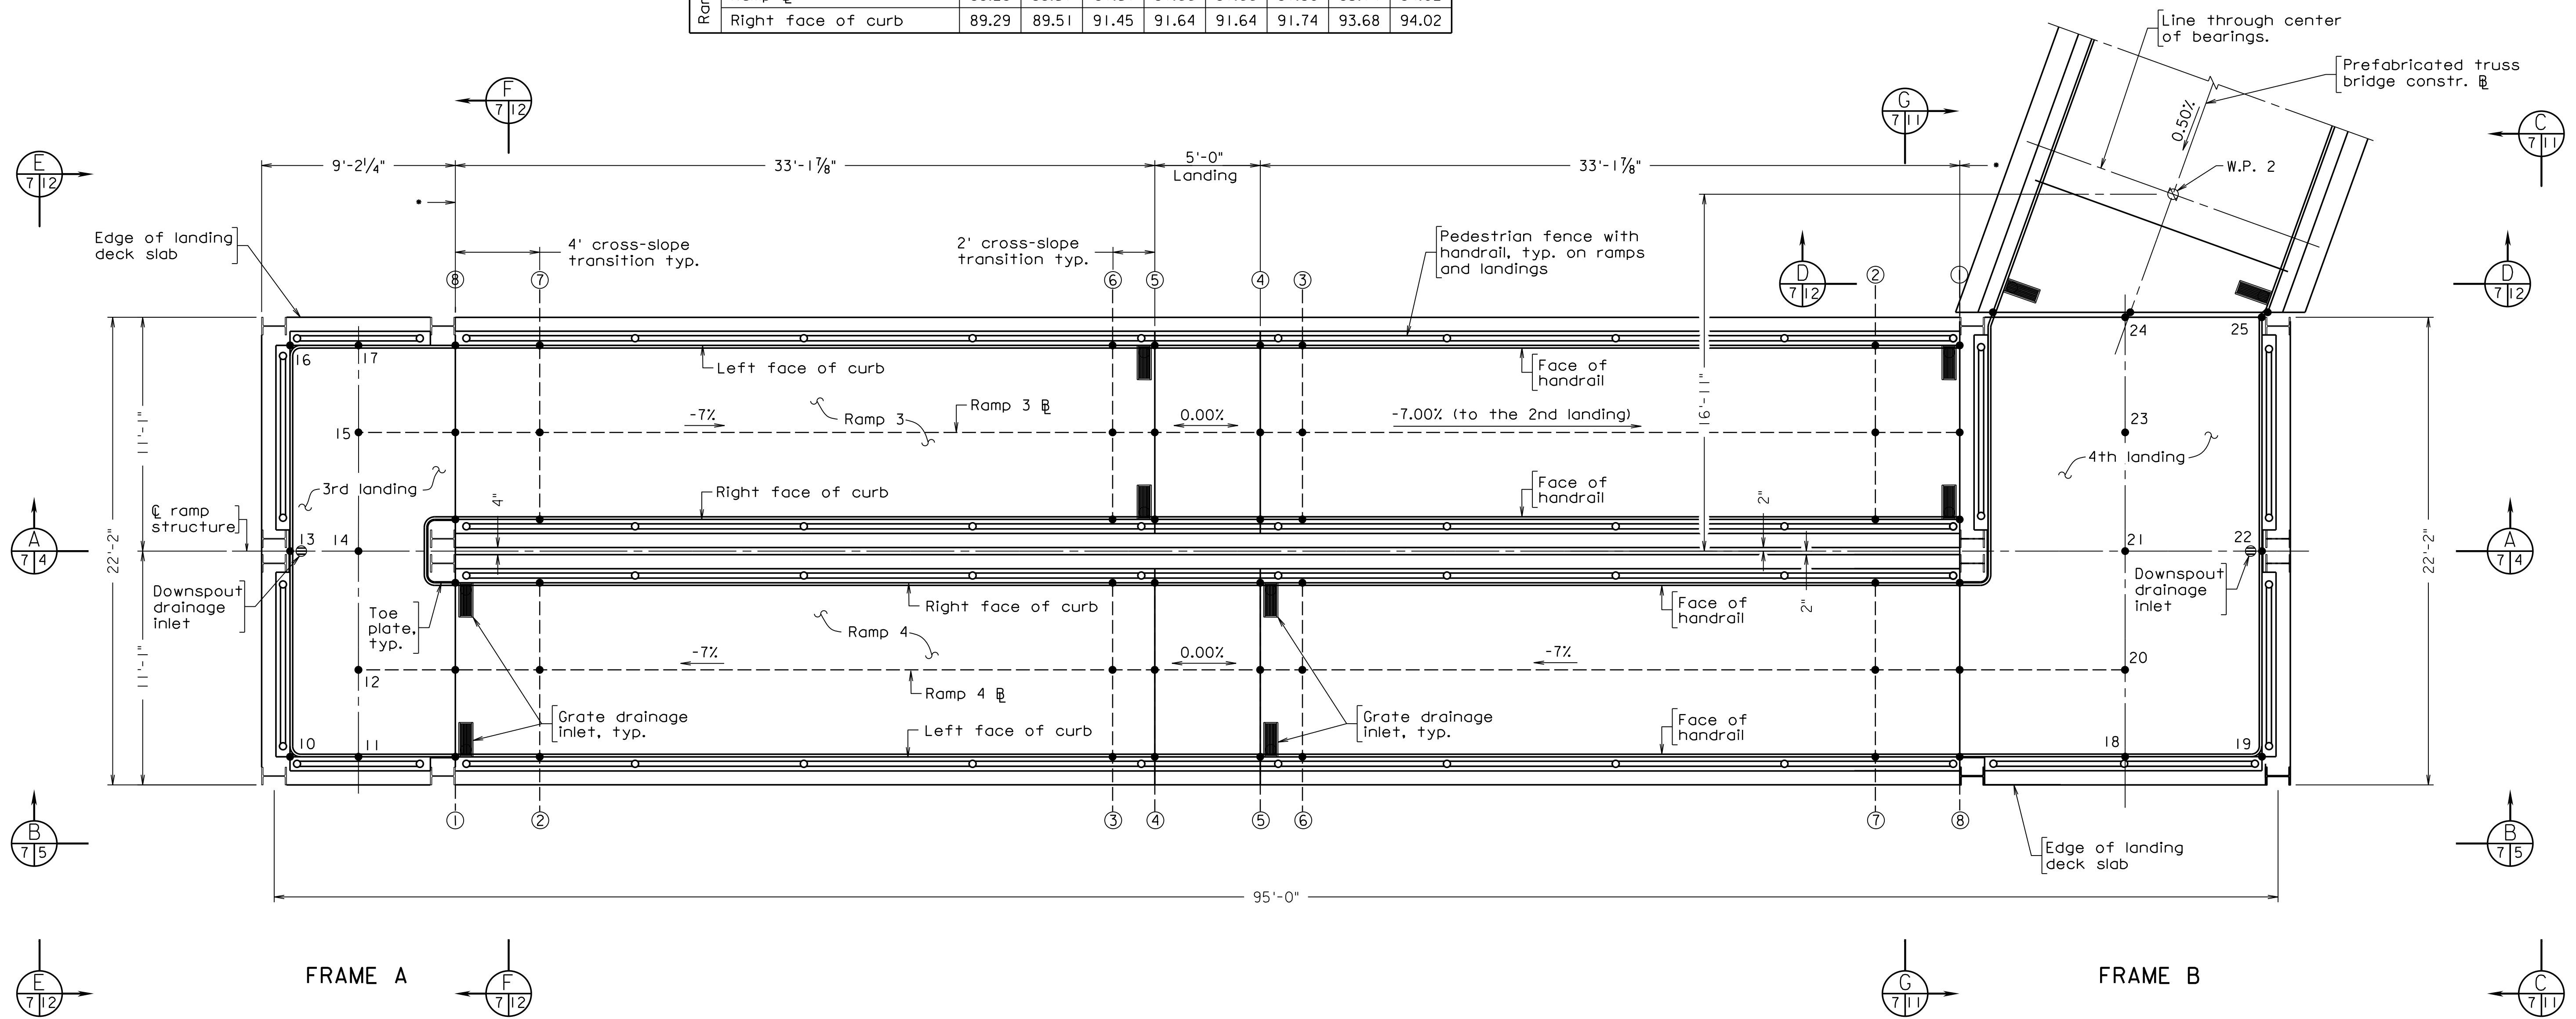 Right face of curb 89.29 89.51 91.45 91.64 91.64 91.74 93.68 94.02
Line through center
of bearings.
Prefabricated truss
bridge constr. ℄
0.50%
W.P. 2
F
7 12
G
7 11
C
7 11
E
7 12
9'-2¼"
33'-1⅞"
5'-0"
Landing
33'-1⅞"
*
*
Edge of landing
deck slab
4' cross-slope
transition typ.
2' cross-slope
transition typ.
Pedestrian fence with
handrail, typ. on ramps
and landings
D
7 12
D
7 12
8 7 6 5 4 3 2 1
16 17
24 25
Left face of curb
Face of
handrail
16'-11"
11'-1"
-7%
Ramp 3
Ramp 3 ℄
0.00%
-7.00% (to the 2nd landing)
15
23
4th landing
3rd landing
Right face of curb
Face of
handrail
4"
2"
℄ ramp
structure
A
7 4
22'-2"
13 14
21 22
22'-2"
A
7 4
Downspout
drainage
inlet
Toe
plate,
typ.
Right face of curb
Face of
handrail
2"
Downspout
drainage
inlet
11'-1"
Ramp 4
-7%
0.00%
-7%
12
20
Ramp 4 ℄
Grate drainage
inlet, typ.
Left face of curb
Grate drainage
inlet, typ.
Face of
handrail
10 11
18 19
1 2 3 4 5 6 7 8
B
7 5
B
7 5
Edge of landing
deck slab
95'-0"
FRAME A
FRAME B
E
7 12
F
7 12
G
7 11
C
7 11